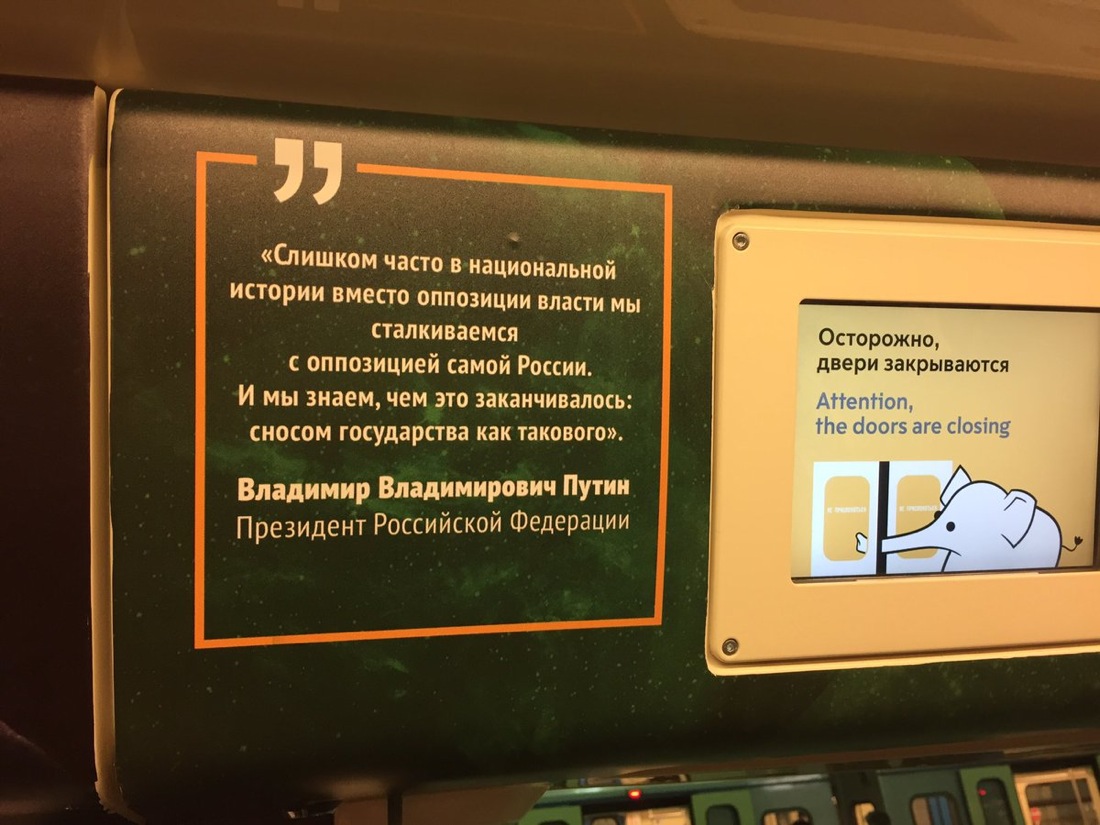 «Слишком часто в национальной
истории вместо оппозиции власти мы
сталкиваемся
с оппозицией самой России.
И мы знаем, чем это заканчивалось:
сносом государства как такового».
Владимир Владимирович Путин
Президент Российской Федерации
Осторожно,
двери закрываются
Attention,
the doors are closing